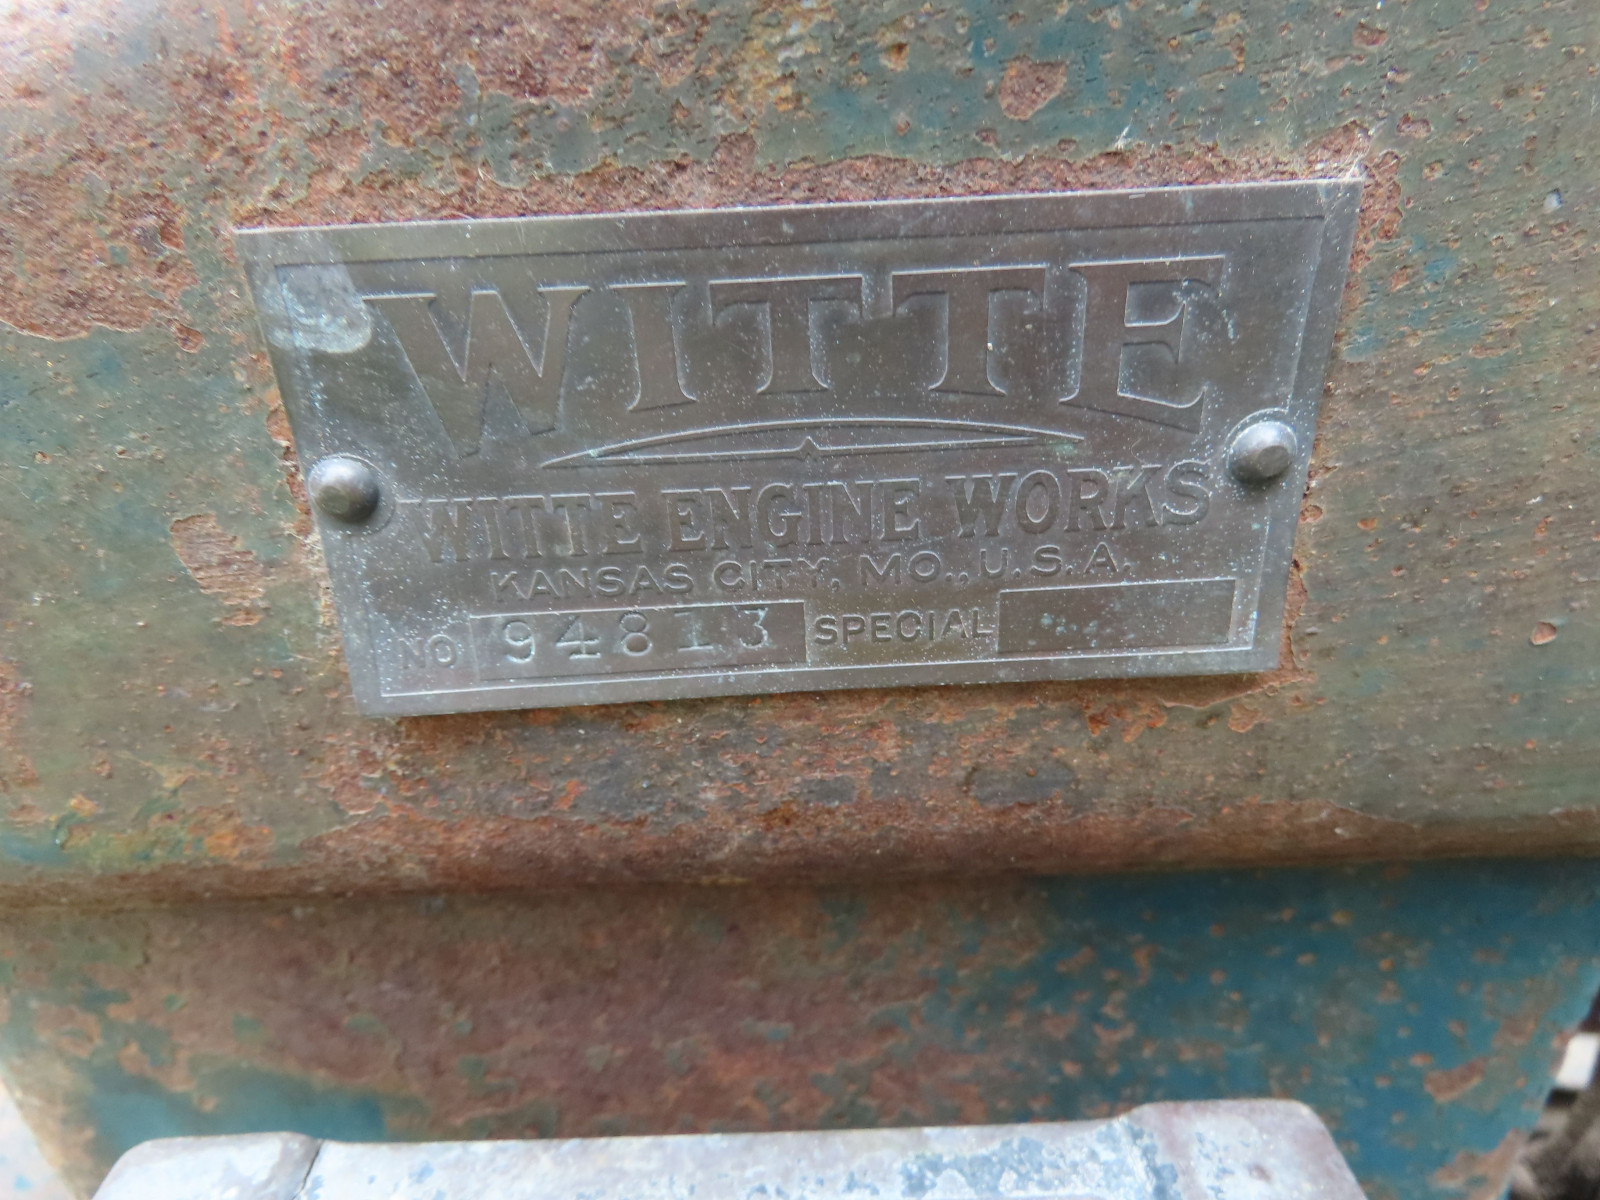 WITTE
WITTE ENGINE WORKS
KANSAS CITY, MO., U.S.A.
NO 94813 SPECIAL